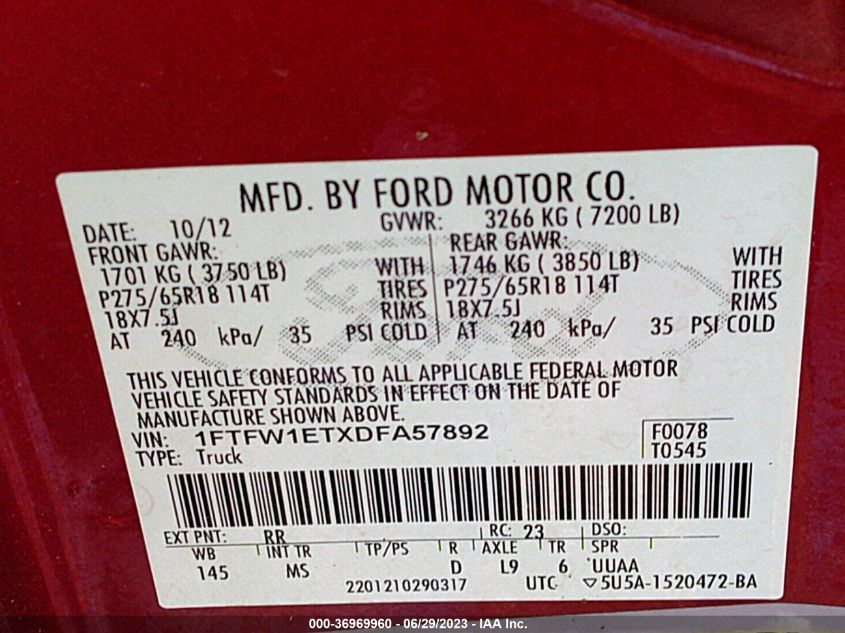 MFD. BY FORD MOTOR CO.
DATE: 10/12 GVWR: 3266 KG ( 7200 LB)
FRONT GAWR: REAR GAWR:
1701 KG ( 3750 LB) WITH 1746 KG ( 3850 LB) WITH
P275/65R18 114T TIRES P275/65R18 114T TIRES
18X7.5J RIMS 18X7.5J RIMS
AT 240 kPa/ 35 PSI COLD AT 240 kPa/ 35 PSI COLD
THIS VEHICLE CONFORMS TO ALL APPLICABLE FEDERAL MOTOR
VEHICLE SAFETY STANDARDS IN EFFECT ON THE DATE OF
MANUFACTURE SHOWN ABOVE.
VIN: 1FTFW1ETXDFA57892 F0078
TYPE: Truck T0545
EXT PNT: RR RC: 23 DSO:
WB INT TR TP/PS R AXLE TR SPR
145 MS D L9 6 UUAA
2201210290317 UTC ▽5U5A-1520472-BA
000-36969960 - 06/29/2023 - IAA Inc.